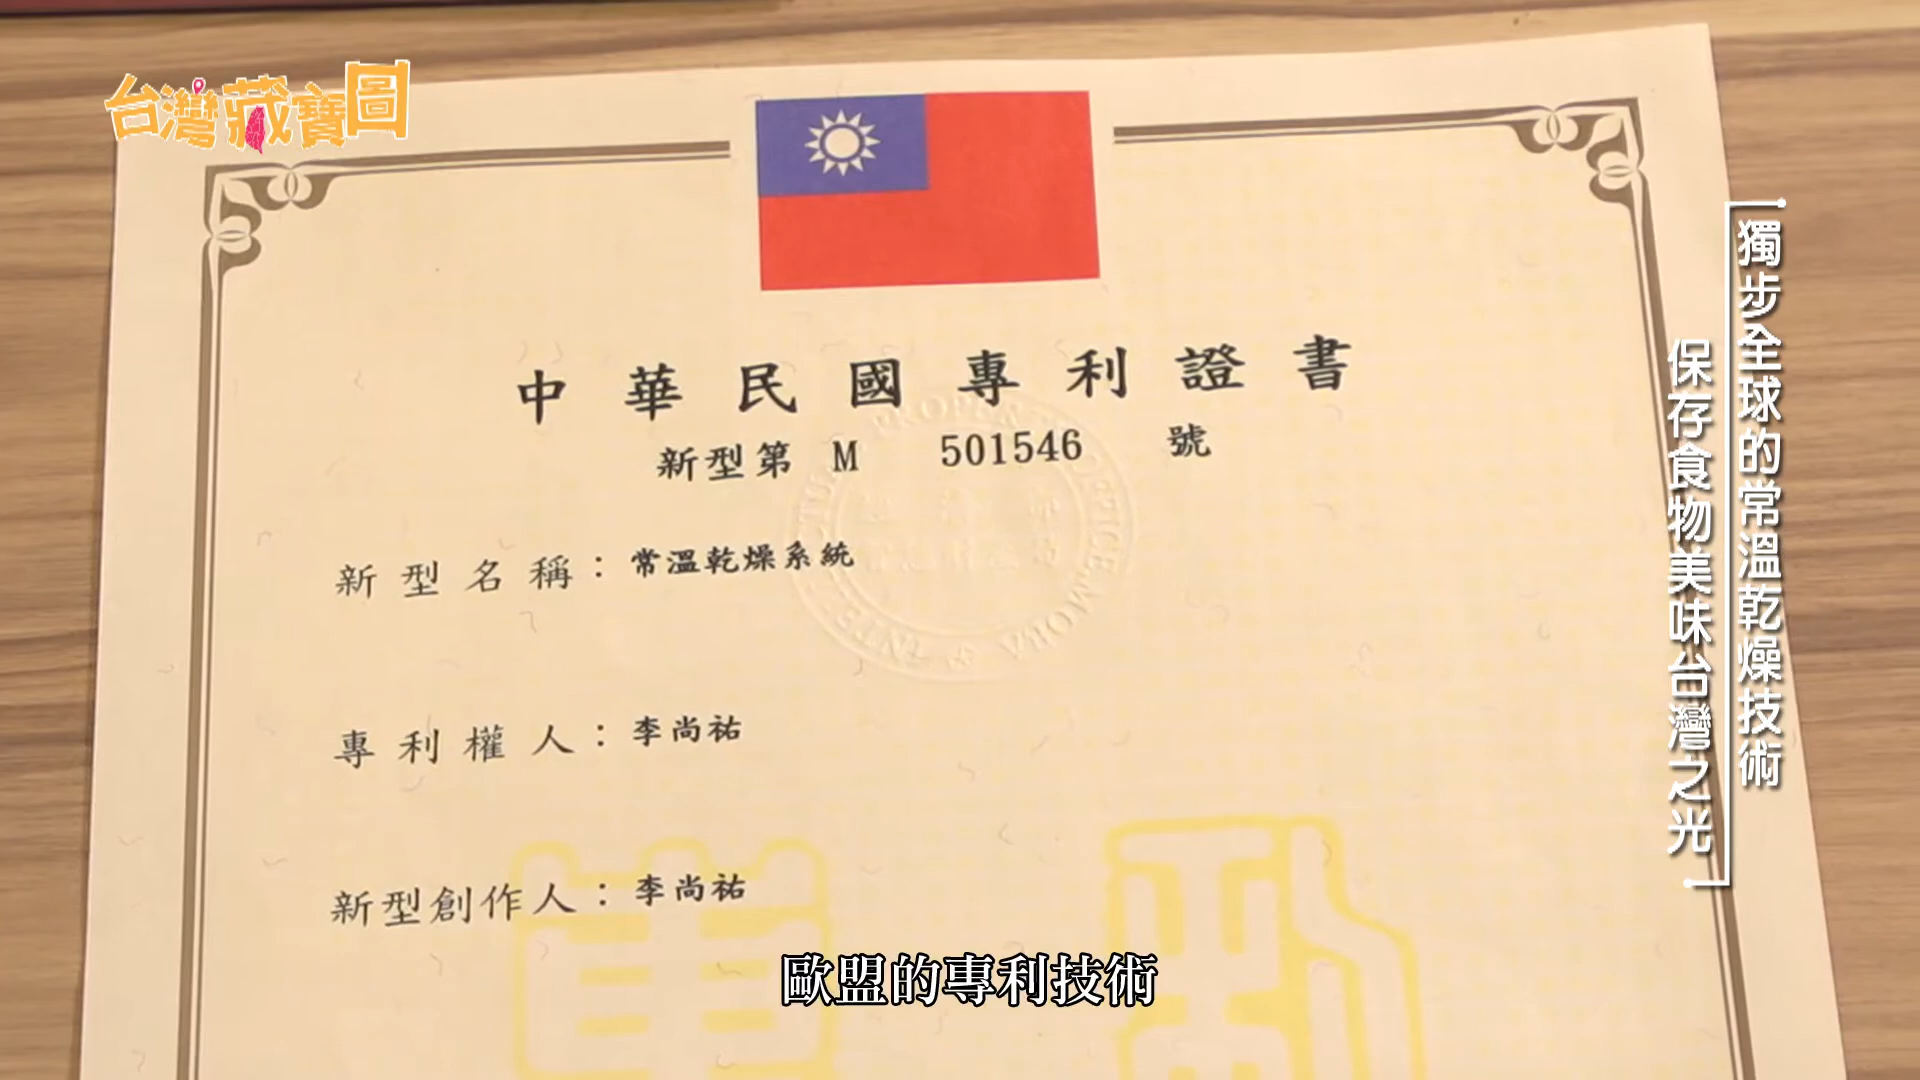 台灣藏寶圖
中華民國專利證書
新型第 M 501546 號
新型名稱：常溫乾燥系統
專利權人：李尚祐
新型創作人：李尚祐
獨步全球的常溫乾燥技術
保存食物美味台灣之光
歐盟的專利技術